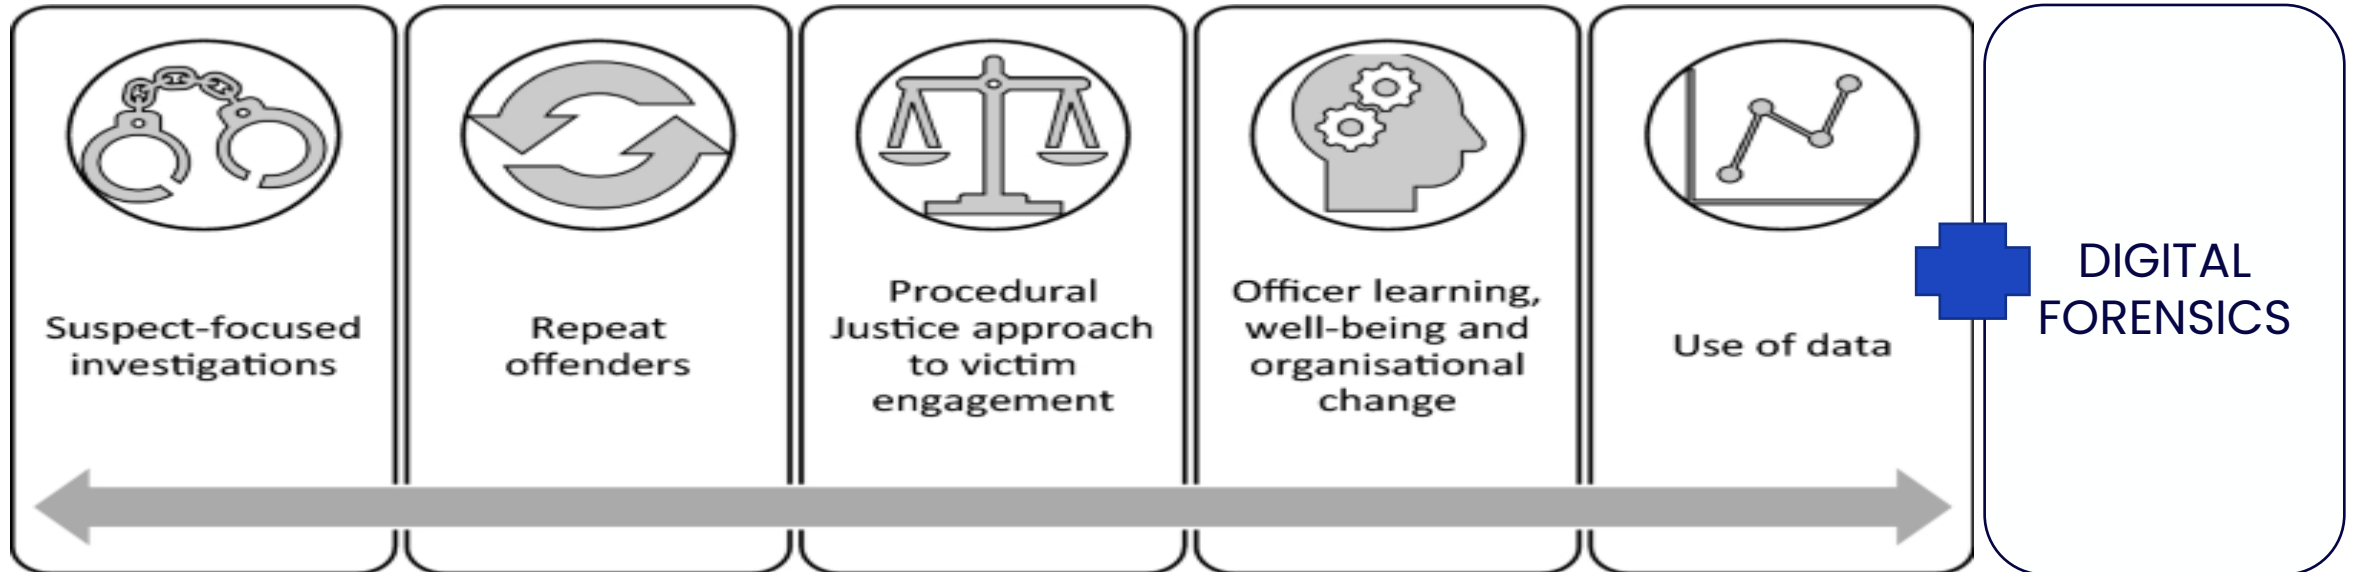 Suspect-focused
investigations
Repeat
offenders
Procedural
Justice approach
to victim
engagement
Officer learning,
well-being and
organisational
change
Use of data
DIGITAL
FORENSICS